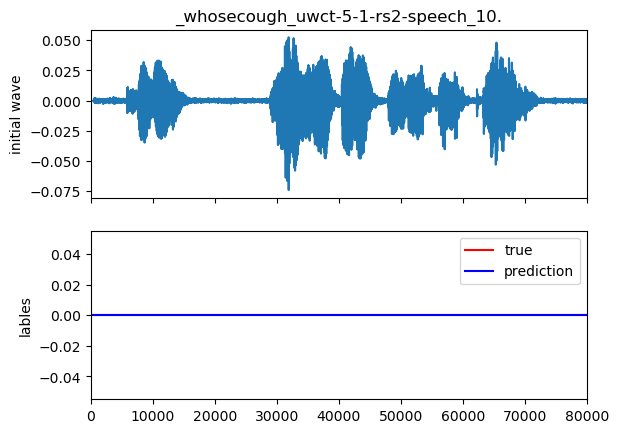 _whosecough_uwct-5-1-rs2-speech_10.
initial wave
0.050
0.025
0.000
−0.025
−0.050
−0.075
lables
0.04
0.02
0.00
−0.02
−0.04
true
prediction
0 10000 20000 30000 40000 50000 60000 70000 80000